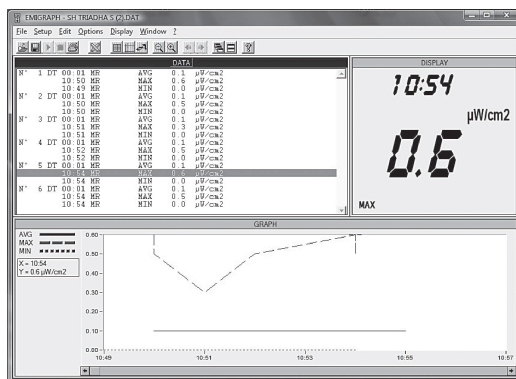 EMIGRAPH - SH TRIADHA S (2).DAT
File Setup Edit Options Display Window ?
DATA
N° 1 DT 00:01 MR AVG 0.1 µW/cm2
10:50 MR MAX 0.6 µW/cm2
10:49 MR MIN 0.0 µW/cm2
N° 2 DT 00:01 MR AVG 0.1 µW/cm2
10:50 MR MAX 0.5 µW/cm2
10:50 MR MIN 0.0 µW/cm2
N° 3 DT 00:01 MR AVG 0.1 µW/cm2
10:51 MR MAX 0.3 µW/cm2
10:51 MR MIN 0.0 µW/cm2
N° 4 DT 00:01 MR AVG 0.1 µW/cm2
10:52 MR MAX 0.5 µW/cm2
10:52 MR MIN 0.0 µW/cm2
N° 5 DT 00:01 MR AVG 0.1 µW/cm2
10:54 MR MAX 0.6 µW/cm2
10:54 MR MIN 0.0 µW/cm2
N° 6 DT 00:01 MR AVG 0.1 µW/cm2
10:54 MR MAX 0.5 µW/cm2
10:54 MR MIN 0.0 µW/cm2
DISPLAY
10:54
µW/cm2
0.6
MAX
GRAPH
AVG
MAX
MIN
X = 10:54
Y = 0.6 µW/cm2
0.60
0.50
0.40
0.30
0.20
0.10
0.00
10:49 10:51 10:53 10:55 10:57